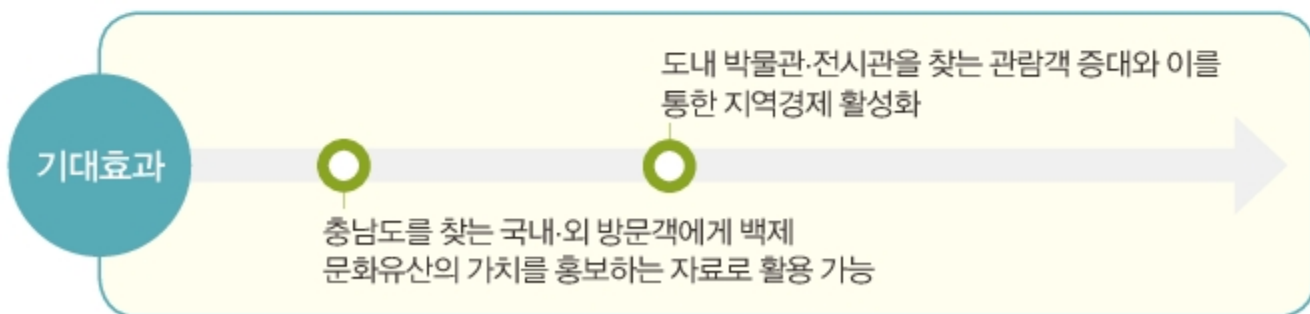 기대효과
충남도를 찾는 국내·외 방문객에게 백제
문화유산의 가치를 홍보하는 자료로 활용 가능
도내 박물관·전시관을 찾는 관람객 증대와 이를
통한 지역경제 활성화